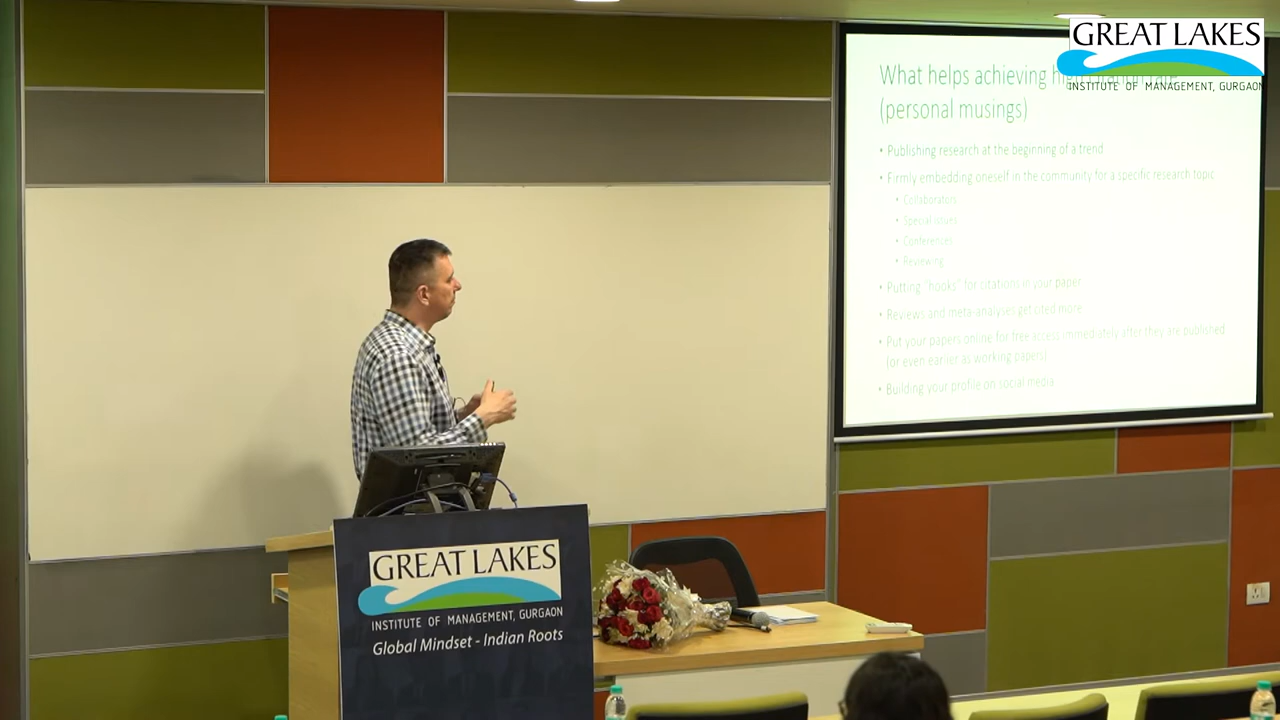 GREAT LAKES
INSTITUTE OF MANAGEMENT, GURGAON
What helps achieving high citation rate
(personal musings)
• Publishing research at the beginning of a trend
• Firmly embedding oneself in the community for a specific research topic
• Collaborators
• Special issues
• Conferences
• Reviewing
• Putting "hooks" for citations in your paper
• Reviews and meta-analyses get cited more
• Put your papers online for free access immediately after they are published
(or even earlier as working papers)
• Building your profile on social media
GREAT LAKES
INSTITUTE OF MANAGEMENT, GURGAON
Global Mindset - Indian Roots